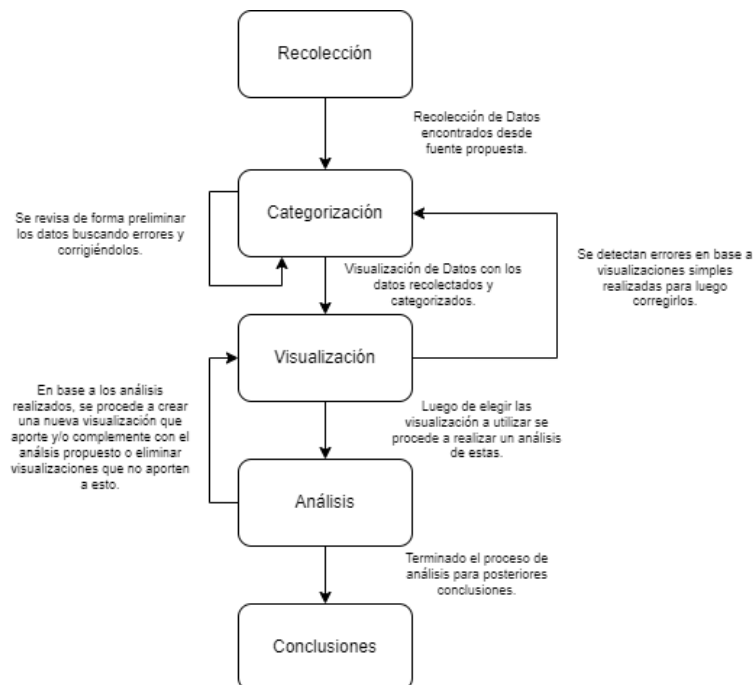 Recolección
Recolección de Datos
encontrados desde
fuente propuesta.
Categorización
Se revisa de forma preliminar
los datos buscando errores y
corrigiéndolos.
Visualización de Datos con los
datos recolectados y
categorizados.
Se detectan errores en base a
visualizaciones simples
realizadas para luego
corregirlos.
Visualización
En base a los análisis
realizados, se procede a crear
una nueva visualización que
aporte y/o complemente con el
análsis propuesto o eliminar
visualizaciones que no aporten
a esto.
Luego de elegir las
visualización a utilizar se
procede a realizar un análisis
de estas.
Análisis
Terminado el proceso de
análisis para posteriores
conclusiones.
Conclusiones